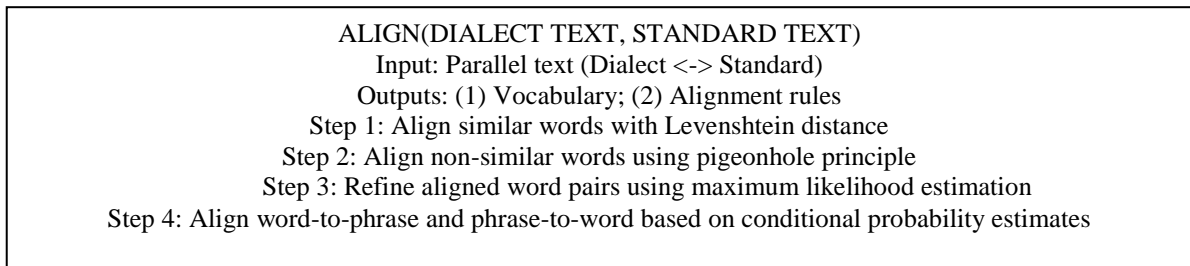 ALIGN(DIALECT TEXT, STANDARD TEXT)
Input: Parallel text (Dialect <-> Standard)
Outputs: (1) Vocabulary; (2) Alignment rules
Step 1: Align similar words with Levenshtein distance
Step 2: Align non-similar words using pigeonhole principle
Step 3: Refine aligned word pairs using maximum likelihood estimation
Step 4: Align word-to-phrase and phrase-to-word based on conditional probability estimates